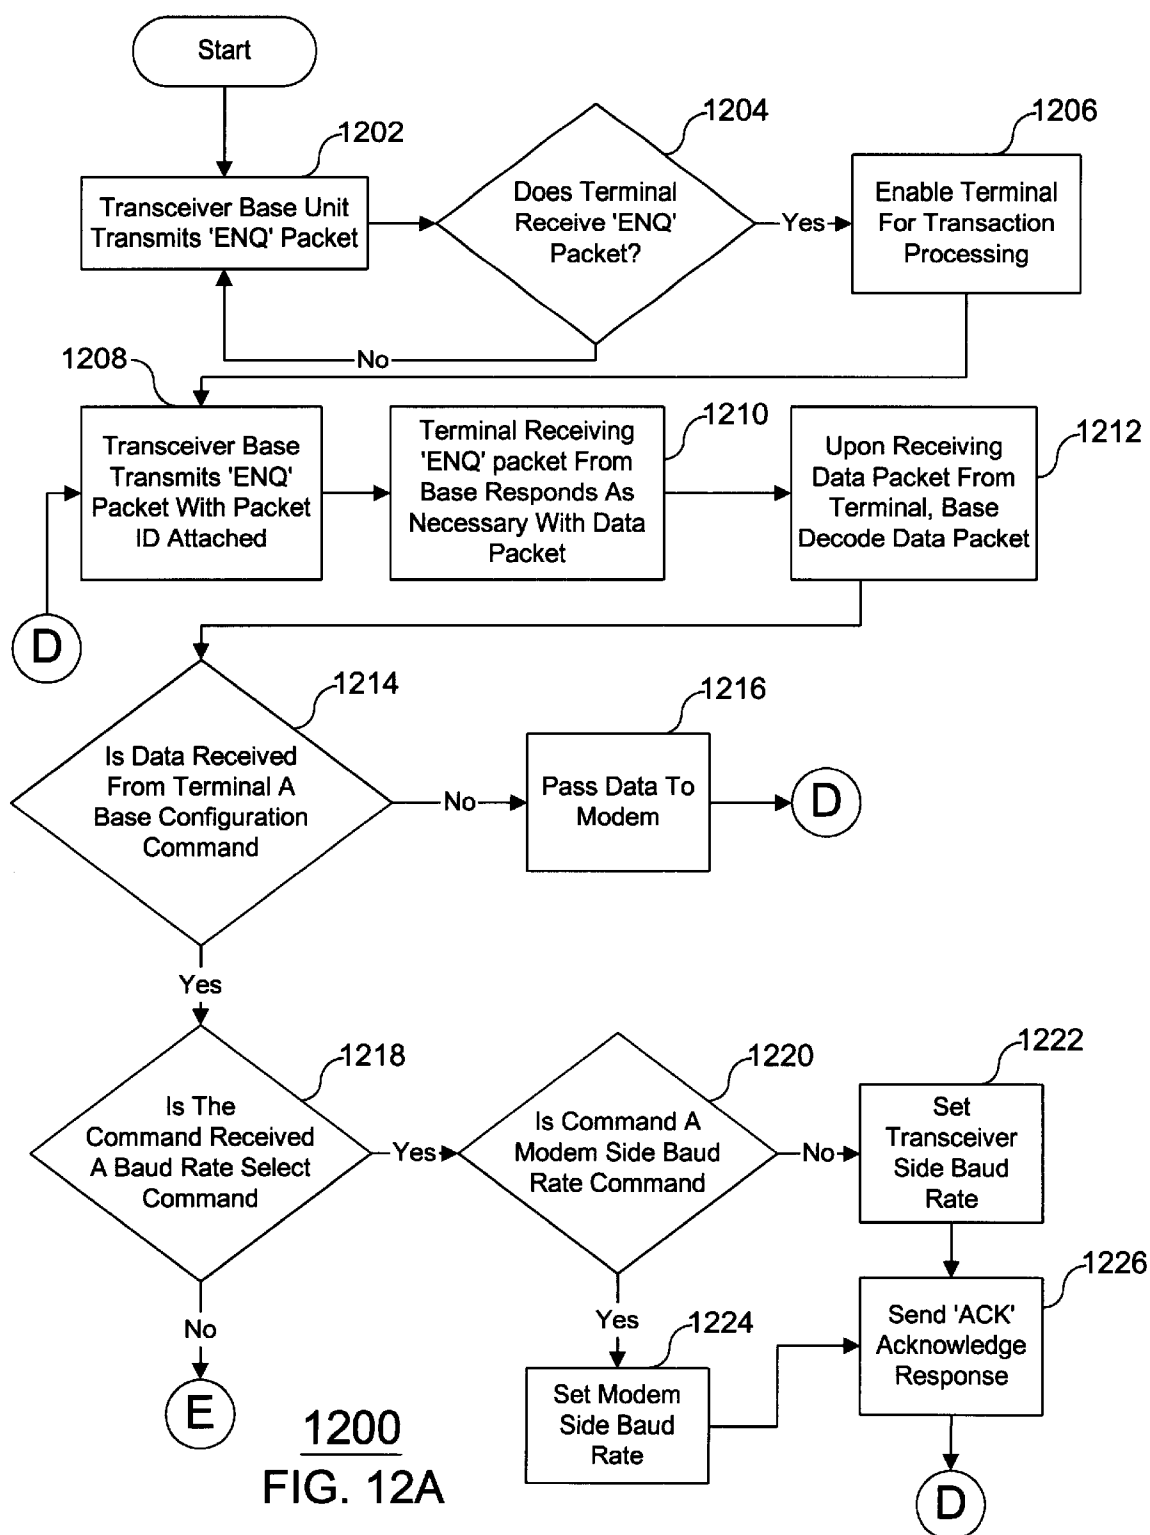 Start
1202
1204
1206
Transceiver Base Unit
Transmits 'ENQ' Packet
Does Terminal
Receive 'ENQ'
Packet?
Yes
Enable Terminal
For Transaction
Processing
No
1208
1210
1212
Transceiver Base
Transmits 'ENQ'
Packet With Packet
ID Attached
Terminal Receiving
'ENQ' packet From
Base Responds As
Necessary With Data
Packet
Upon Receiving
Data Packet From
Terminal, Base
Decode Data Packet
D
1214
1216
Is Data Received
From Terminal A
Base Configuration
Command
No
Pass Data To
Modem
D
Yes
1218
1220
1222
Is The
Command Received
A Baud Rate Select
Command
Yes
Is Command A
Modem Side Baud
Rate Command
No
Set
Transceiver
Side Baud
Rate
1226
No
Yes
1224
Send 'ACK'
Acknowledge
Response
E
Set Modem
Side Baud
Rate
D
1200
FIG. 12A